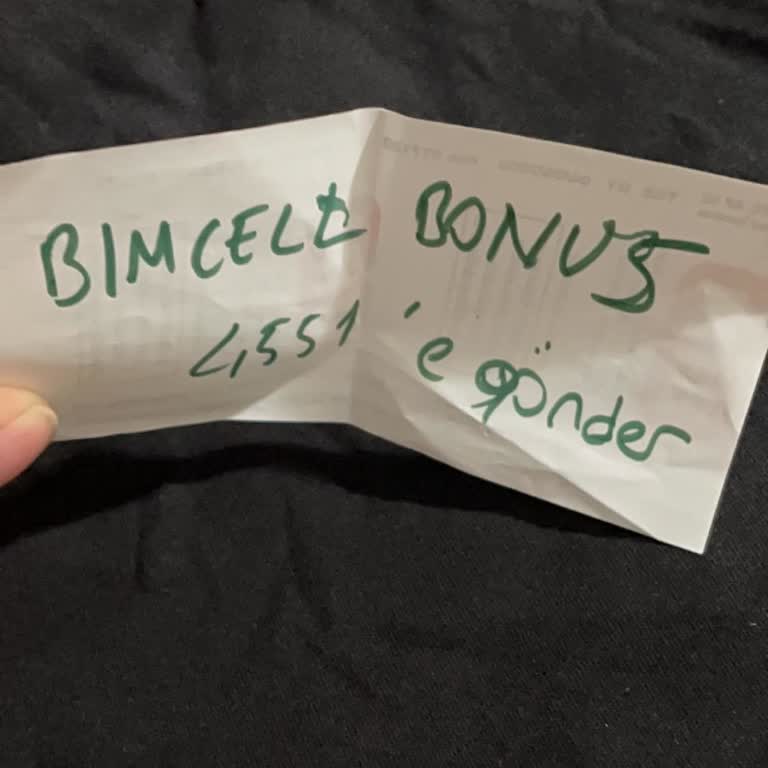 BIMCELL BONUS
4551'e gönder